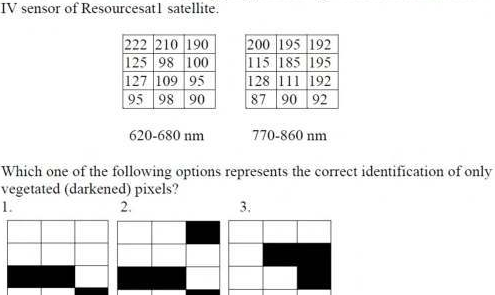 IV sensor of Resourcesat1 satellite.
222 210 190 200 195 192
125 98 100 115 185 195
127 109 95 128 111 192
95 98 90 87 90 92
620-680 nm 770-860 nm
Which one of the following options represents the correct identification of only
vegetated (darkened) pixels?
1. 2. 3.